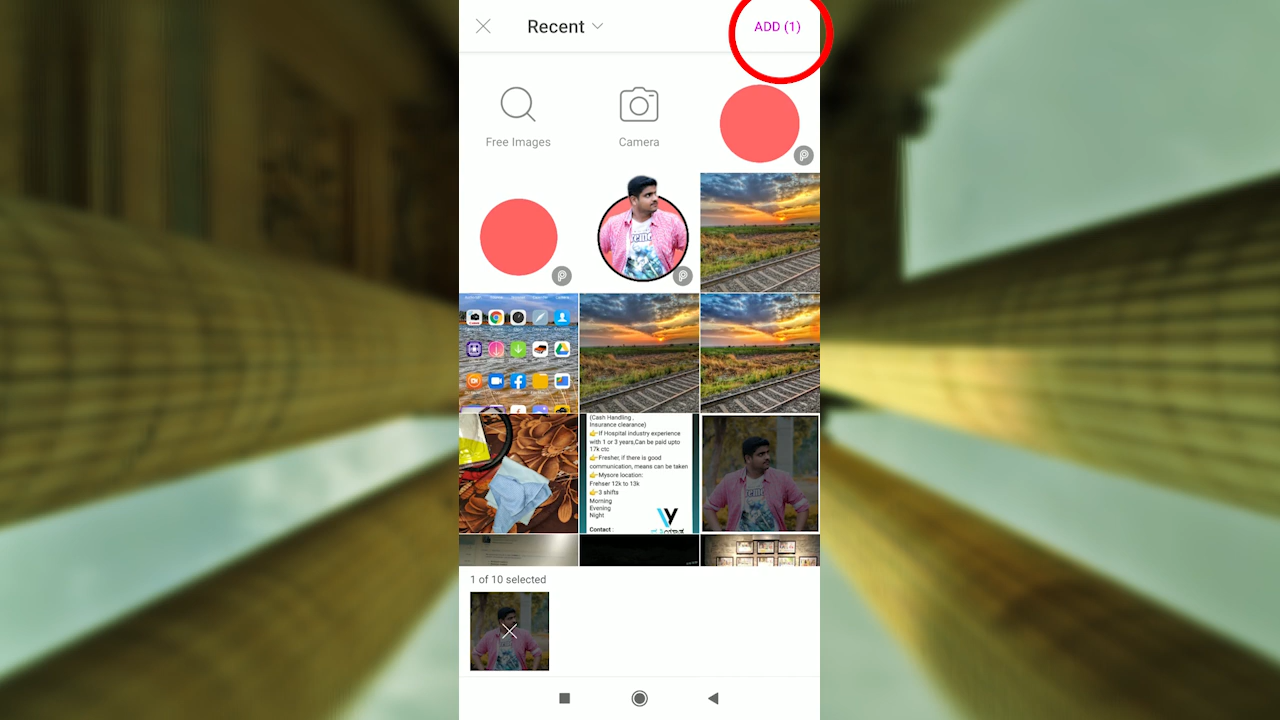 Recent
ADD (1)
Free Images
Camera
(Cash Handling ,
Insurance clearance)
👉If Hospital industry experience
with 1 or 3 years,Can be paid upto
17k ctc
👉Fresher, if there is good
communication, means can be taken
👉Mysore location:
Frehser 12k to 13k
👉3 shifts
Morning
Evening
Night
Contact :
1 of 10 selected